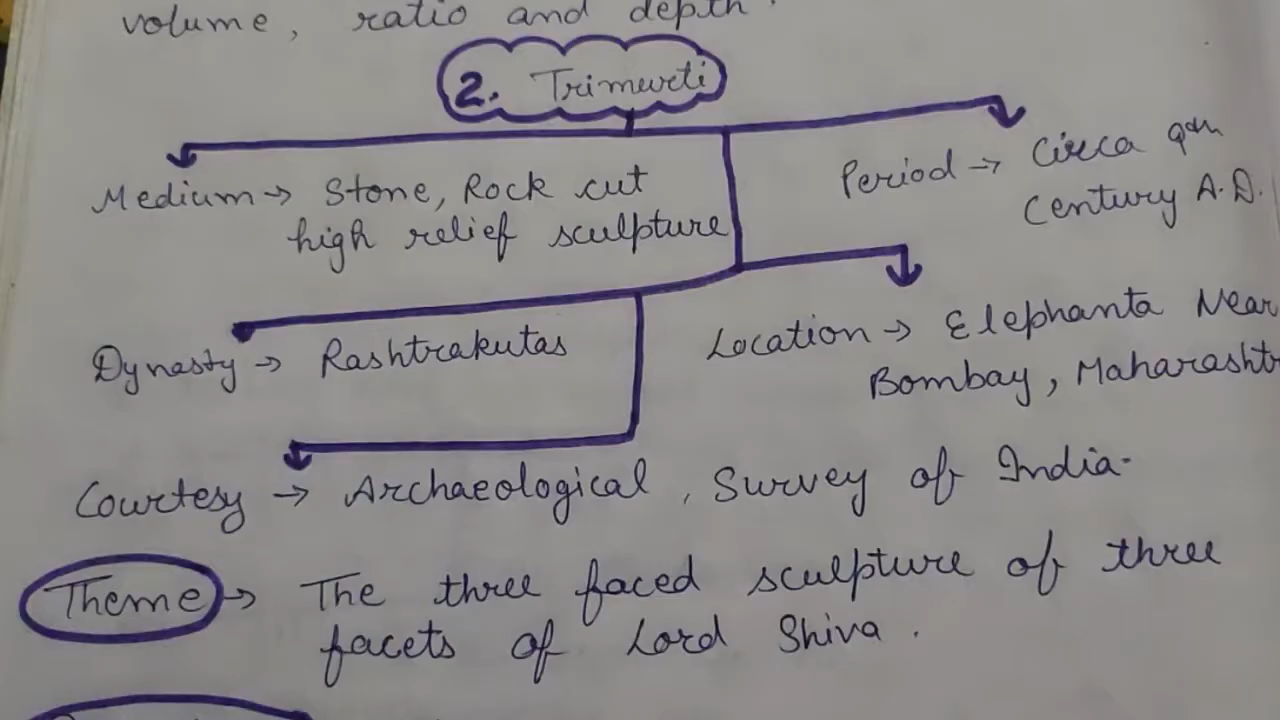 volume, ratio and depth.
2. Trimurti
Medium → Stone, Rock cut
high relief sculpture
Period → Circa 9th
Century A.D.
Dynasty → Rashtrakutas
Location → Elephanta Near
Bombay, Maharasht
Courtesy → Archaeological, Survey of India.
Theme → The three faced sculpture of three
facets of Lord Shiva.